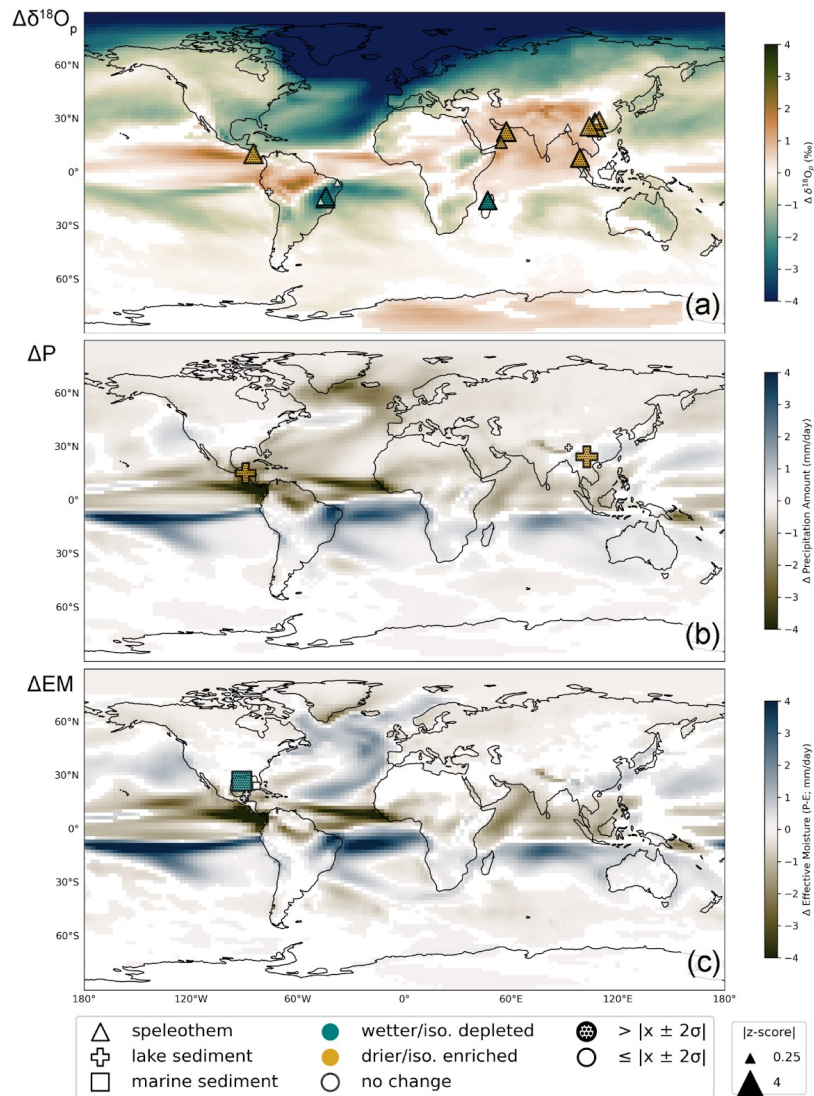 Δδ¹⁸Oₚ
60°N
30°N
0°
30°S
60°S
(a)
4
3
2
1
0
−1
−2
−3
−4
Δ δ¹⁸Oₚ (‰)
ΔP
60°N
30°N
0°
30°S
60°S
(b)
4
3
2
1
0
−1
−2
−3
−4
Δ Precipitation Amount (mm/day)
ΔEM
60°N
30°N
0°
30°S
60°S
(c)
4
3
2
1
0
−1
−2
−3
−4
Δ Effective Moisture (P-E; mm/day)
180° 120°W 60°W 0° 60°E 120°E 180°
speleothem wetter/iso. depleted > |x ± 2σ|
lake sediment drier/iso. enriched ≤ |x ± 2σ|
marine sediment no change
|z-score|
0.25
4